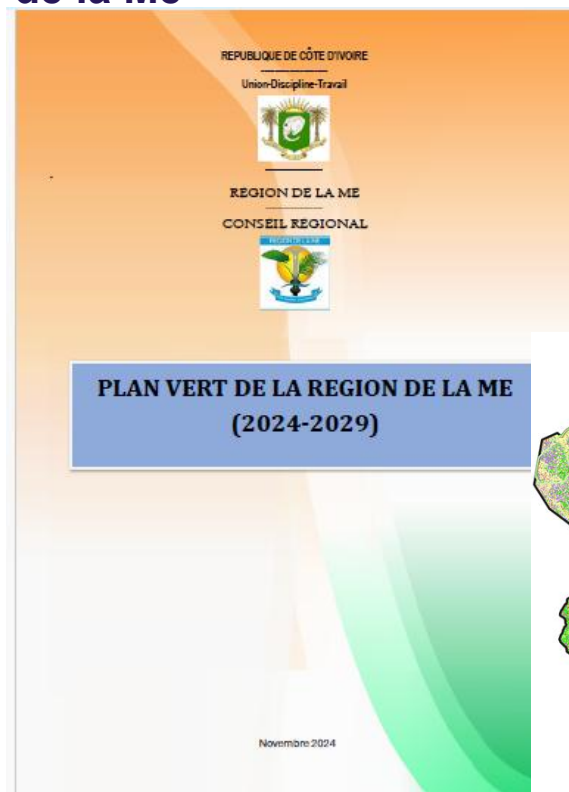 de la Mé
REPUBLIQUE DE CÔTE D'IVOIRE
Union-Discipline-Travail
REGION DE LA ME
CONSEIL REGIONAL
REGION DE LA ME
PLAN VERT DE LA REGION DE LA ME
(2024-2029)
Novembre 2024